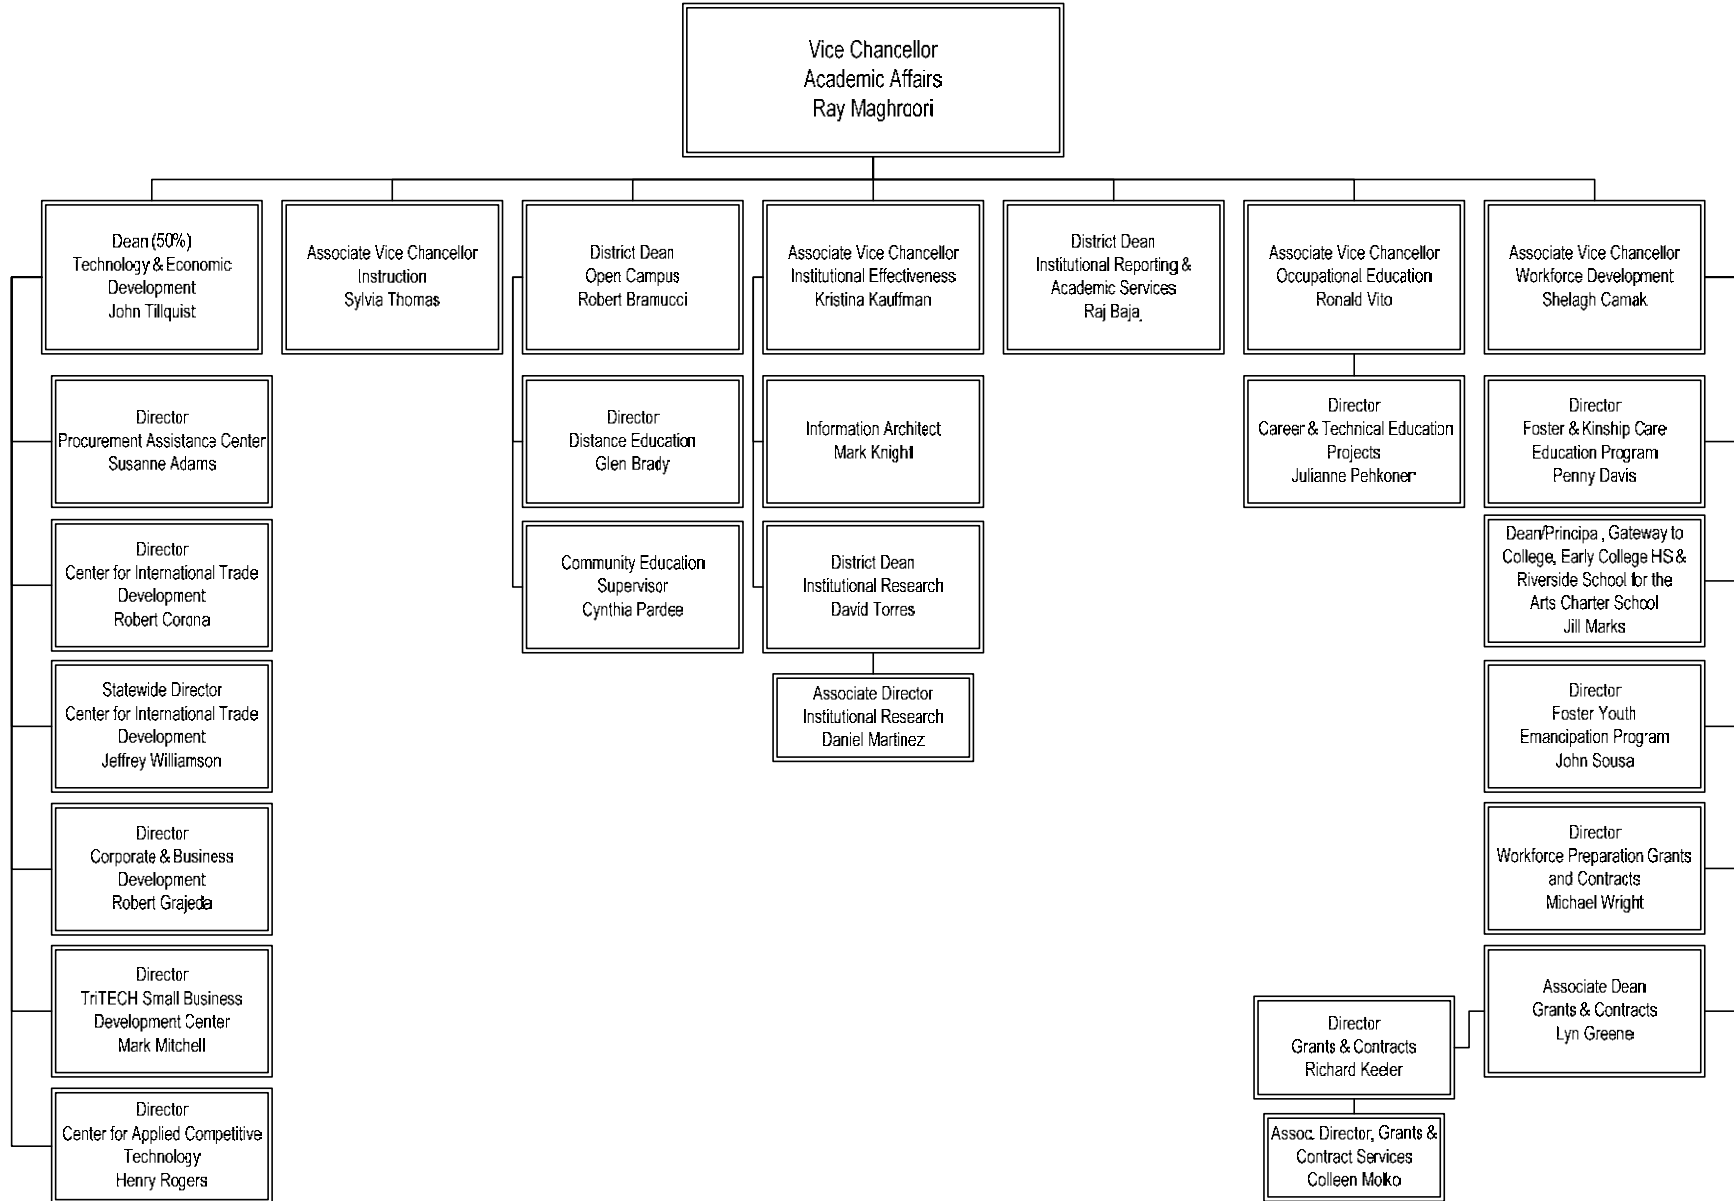 Vice Chancellor
Academic Affairs
Ray Maghroori
Dean (50%)
Technology & Economic
Development
John Tillquist
Associate Vice Chancellor
Instruction
Sylvia Thomas
District Dean
Open Campus
Robert Bramucci
Associate Vice Chancellor
Institutional Effectiveness
Kristina Kauffman
District Dean
Institutional Reporting &
Academic Services
Raj Bajaj
Associate Vice Chancellor
Occupational Education
Ronald Vito
Associate Vice Chancellor
Workforce Development
Shelagh Camak
Director
Procurement Assistance Center
Susanne Adams
Director
Distance Education
Glen Brady
Information Architect
Mark Knight
Director
Career & Technical Education
Projects
Julianne Pehkonen
Director
Foster & Kinship Care
Education Program
Penny Davis
Director
Center for International Trade
Development
Robert Corona
Community Education
Supervisor
Cynthia Pardee
District Dean
Institutional Research
David Torres
Dean/Principal, Gateway to
College, Early College HS &
Riverside School for the
Arts Charter School
Jill Marks
Statewide Director
Center for International Trade
Development
Jeffrey Williamson
Associate Director
Institutional Research
Daniel Martinez
Director
Foster Youth
Emancipation Program
John Sousa
Director
Corporate & Business
Development
Robert Grajeda
Director
Workforce Preparation Grants
and Contracts
Michael Wright
Director
TriTECH Small Business
Development Center
Mark Mitchell
Associate Dean
Grants & Contracts
Lyn Greene
Director
Grants & Contracts
Richard Keeler
Director
Center for Applied Competitive
Technology
Henry Rogers
Assoc. Director, Grants &
Contract Services
Colleen Molko